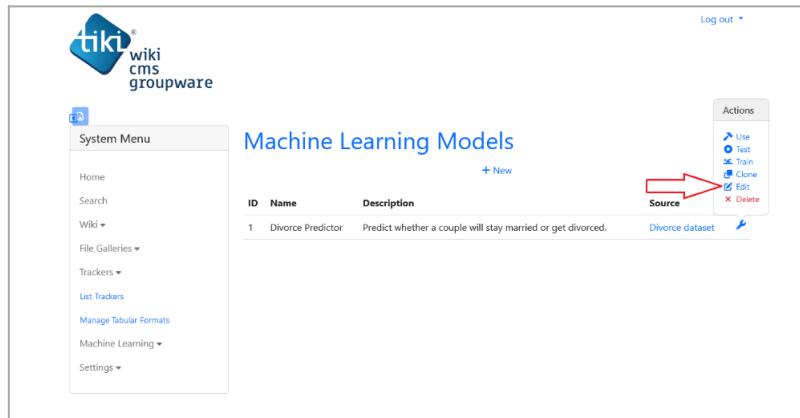 Log out
tiki®
wiki
cms
groupware
System Menu
Home
Search
Wiki
File Galleries
Trackers
List Trackers
Manage Tabular Formats
Machine Learning
Settings
Machine Learning Models
+ New
ID Name Description Source
1 Divorce Predictor Predict whether a couple will stay married or get divorced. Divorce dataset
Actions
Use
Test
Train
Clone
Edit
Delete